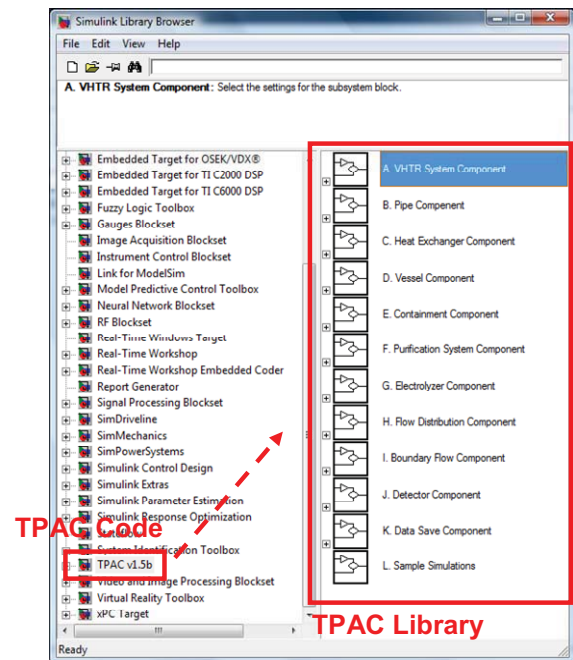 Simulink Library Browser
File Edit View Help
A. VHTR System Component: Select the settings for the subsystem block.
Embedded Target for OSEK/VDX®
Embedded Target for TI C2000 DSP
Embedded Target for TI C6000 DSP
Fuzzy Logic Toolbox
Gauges Blockset
Image Acquisition Blockset
Instrument Control Blockset
Link for ModelSim
Model Predictive Control Toolbox
Neural Network Blockset
RF Blockset
Real-Time Windows Target
Real-Time Workshop
Real-Time Workshop Embedded Coder
Report Generator
Signal Processing Blockset
SimDriveline
SimMechanics
SimPowerSystems
Simulink Control Design
Simulink Extras
Simulink Parameter Estimation
Simulink Response Optimization
Stateflow
System Identification Toolbox
TPAC v1.5b
Video and Image Processing Blockset
Virtual Reality Toolbox
xPC Target
TPAC Code
A. VHTR System Component
B. Pipe Compenent
C. Heat Exchanger Component
D. Vessel Component
E. Containment Component
F. Purification System Component
G. Electrolyzer Component
H. Flow Distribution Component
I. Boundary Flow Component
J. Detector Component
K. Data Save Component
L. Sample Simulations
TPAC Library
Ready